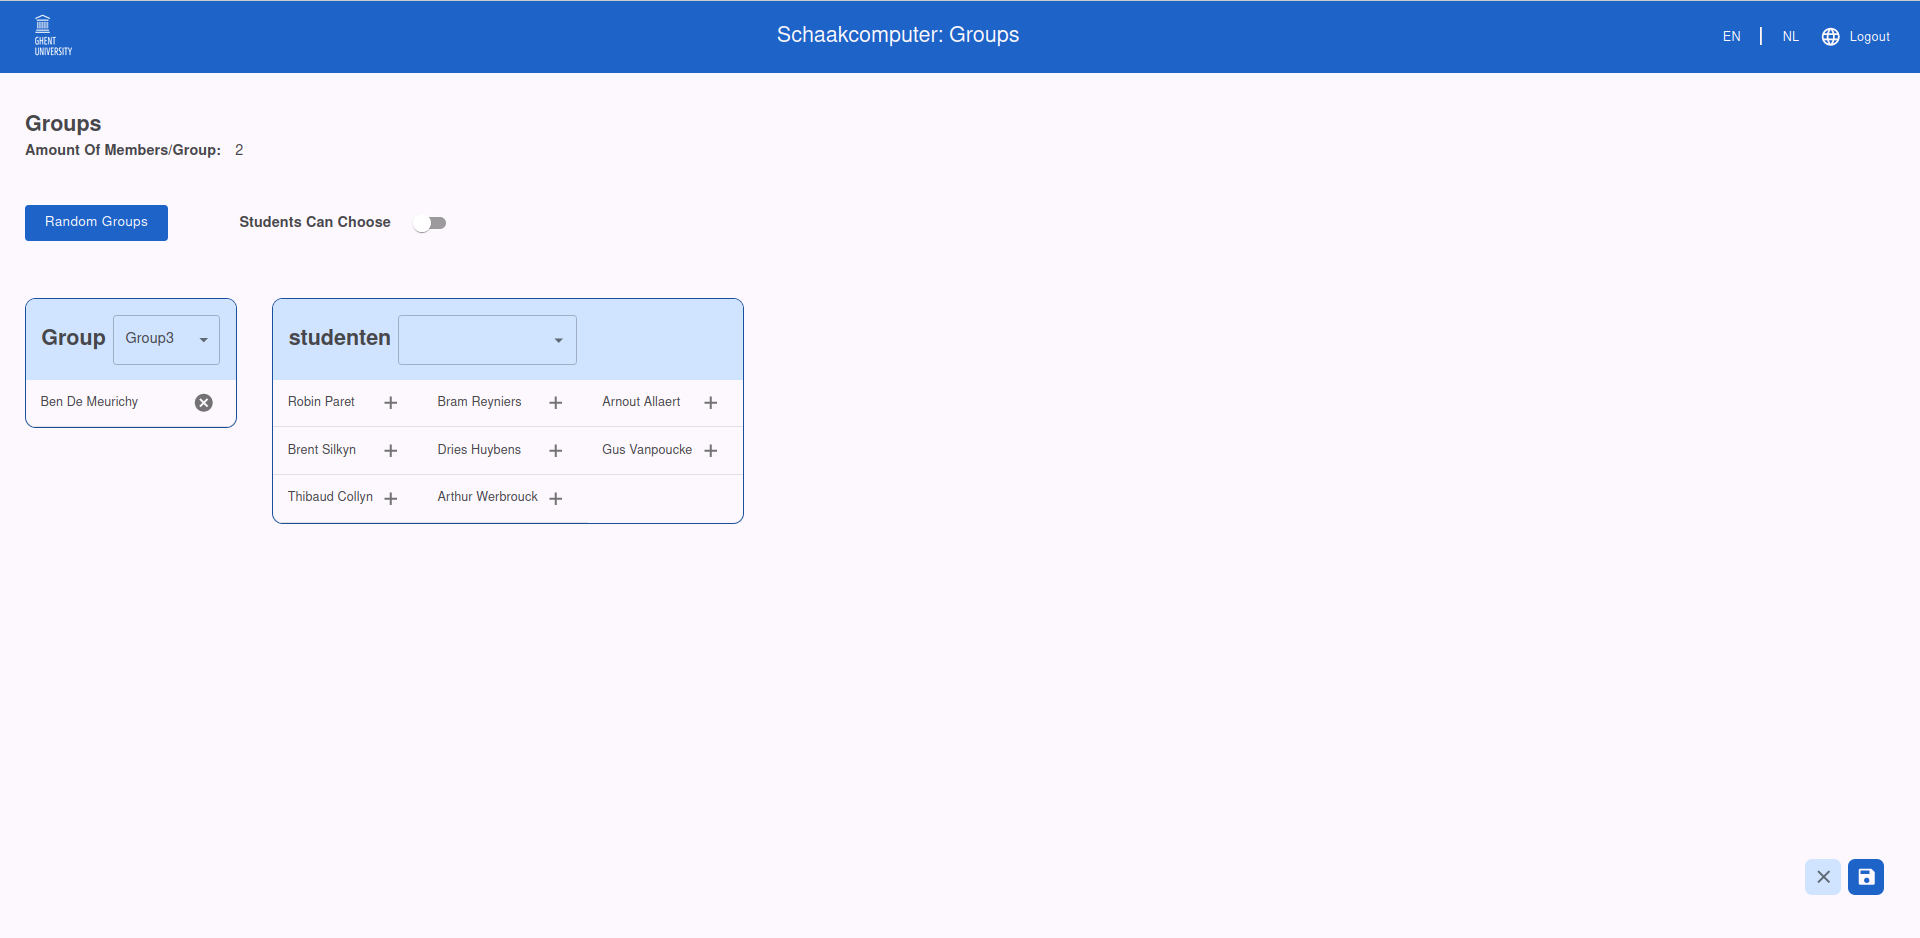 GHENT
UNIVERSITY
Schaakcomputer: Groups
EN | NL Logout
Groups
Amount Of Members/Group: 2
Random Groups
Students Can Choose
Group Group3
Ben De Meurichy
studenten
Robin Paret + Bram Reyniers + Arnout Allaert +
Brent Silkyn + Dries Huybens + Gus Vanpoucke +
Thibaud Collyn + Arthur Werbrouck +